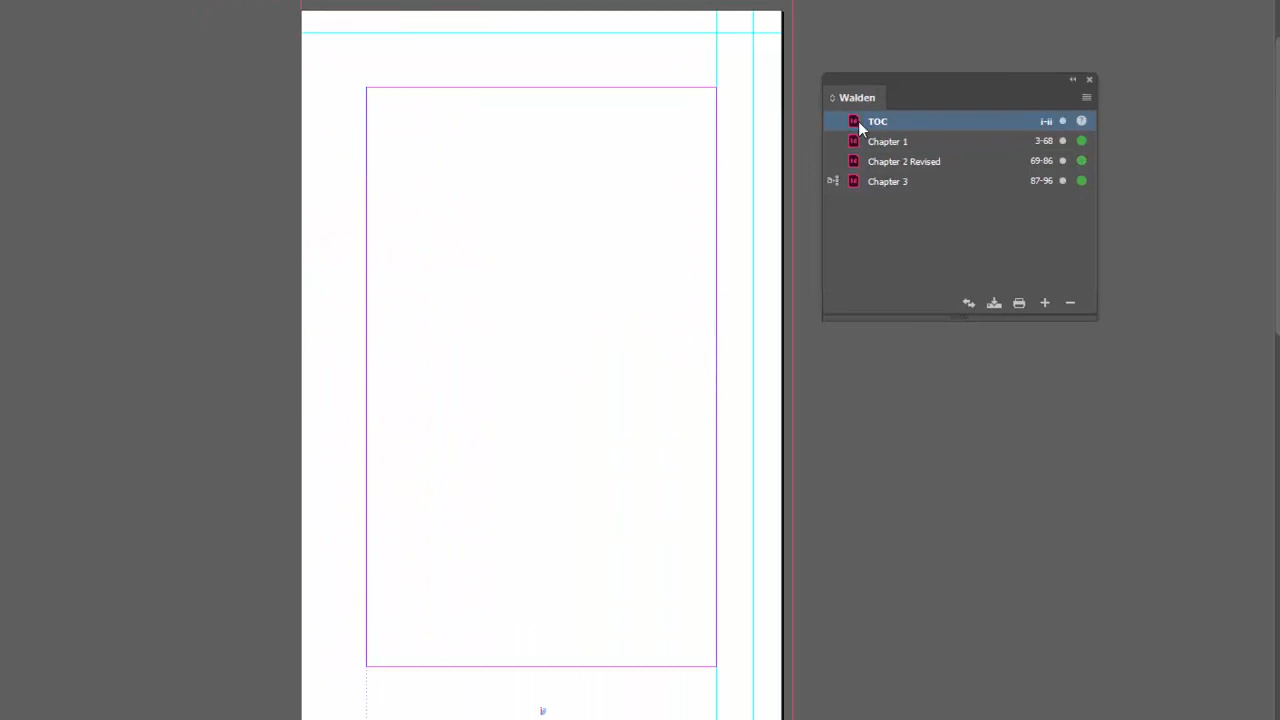 Walden
TOC i-ii
Chapter 1 3-68
Chapter 2 Revised 69-86
Chapter 3 87-96